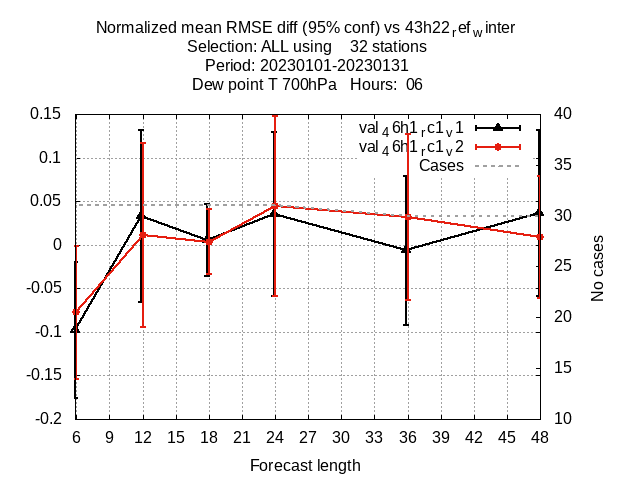 Normalized mean RMSE diff (95% conf) vs 43h22refwinter
Selection: ALL using 32 stations
Period: 20230101-20230131
Dew point T 700hPa Hours: 06
val46h1rc1v1
val46h1rc1v2
Cases
0.15
0.1
0.05
0
-0.05
-0.1
-0.15
-0.2
40
35
30
25
20
15
10
No cases
6 9 12 15 18 21 24 27 30 33 36 39 42 45 48
Forecast length